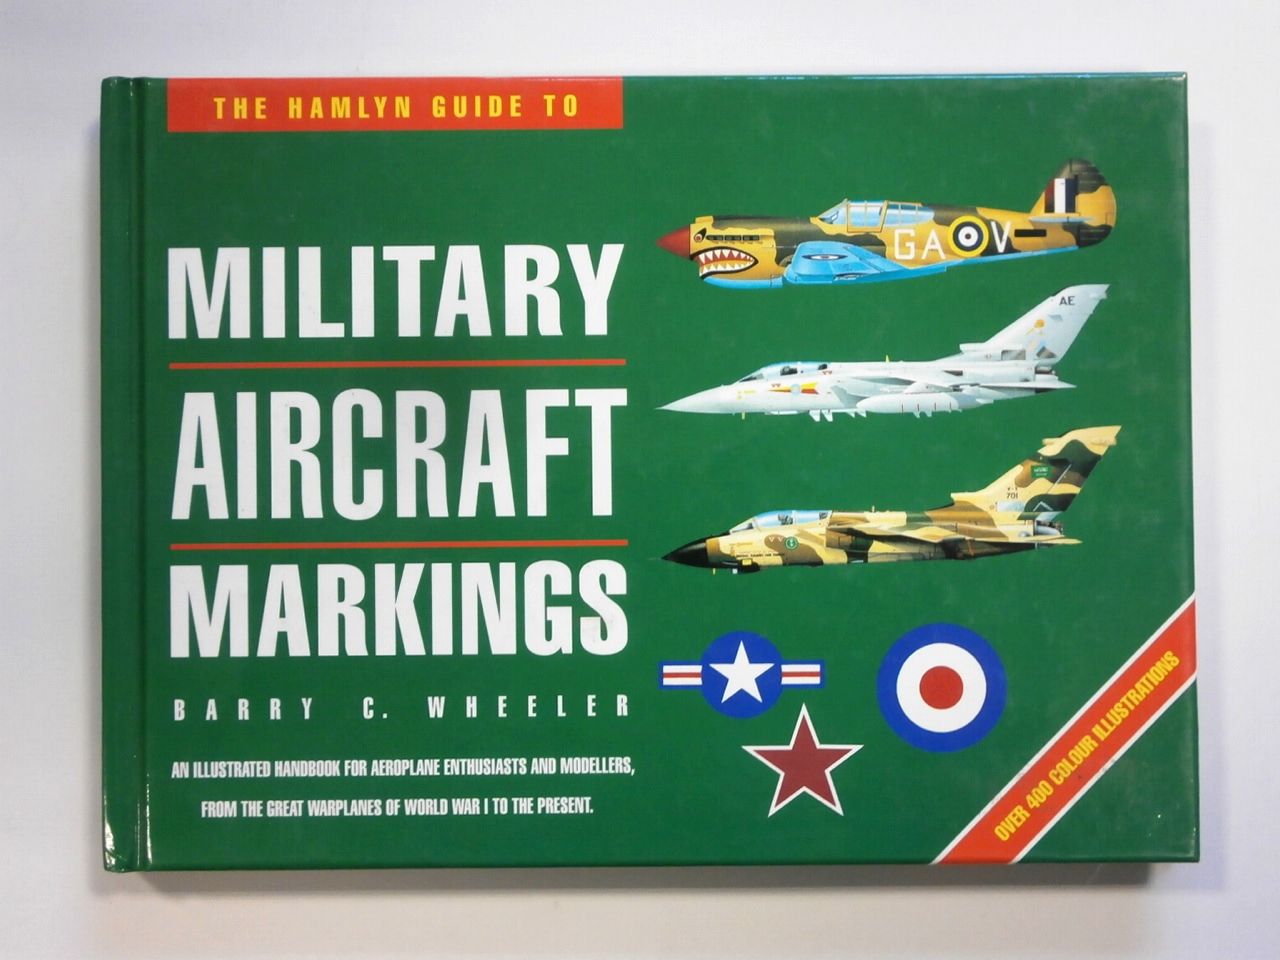 THE HAMLYN GUIDE TO
MILITARY
AIRCRAFT
MARKINGS
BARRY C. WHEELER
AN ILLUSTRATED HANDBOOK FOR AEROPLANE ENTHUSIASTS AND MODELLERS,
FROM THE GREAT WARPLANES OF WORLD WAR I TO THE PRESENT.
GA V
AE
701
OVER 400 COLOUR ILLUSTRATIONS